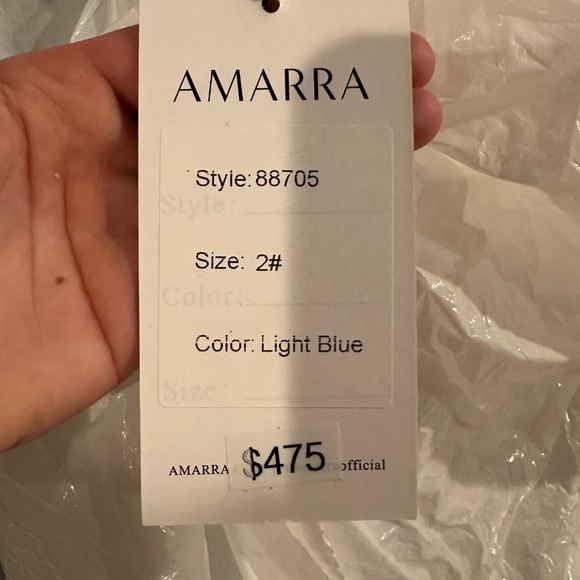 AMARRA
Style: 88705
Style:
Size: 2#
Color:
Color: Light Blue
Size:
$475
AMARRA official